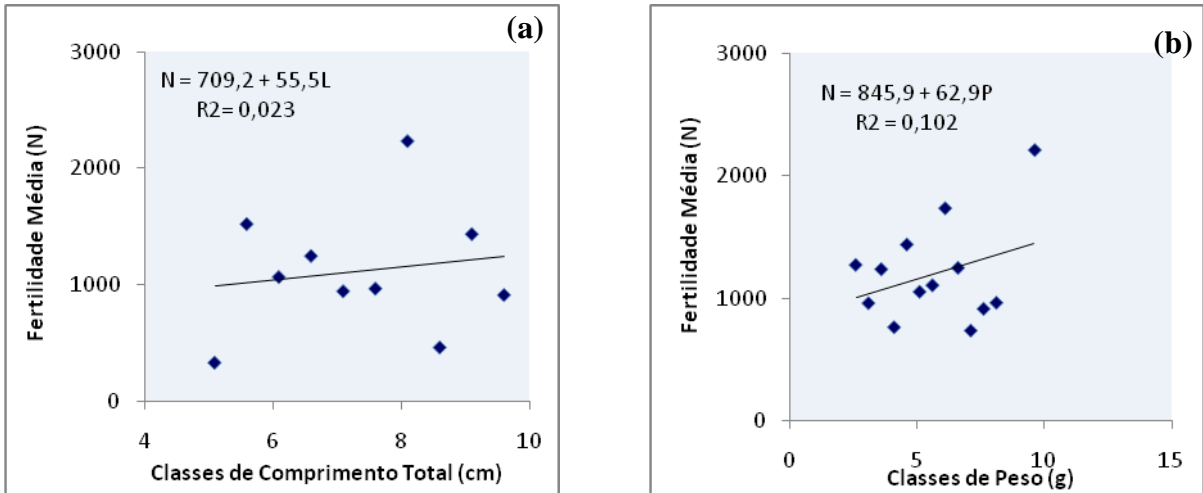 (a)
3000
N = 709,2 + 55,5L
R2= 0,023
2000
1000
0
4 6 8 10
Classes de Comprimento Total (cm)
Fertilidade Média (N)
(b)
3000
N = 845,9 + 62,9P
R2 = 0,102
2000
1000
0
0 5 10 15
Classes de Peso (g)
Fertilidade Média (N)